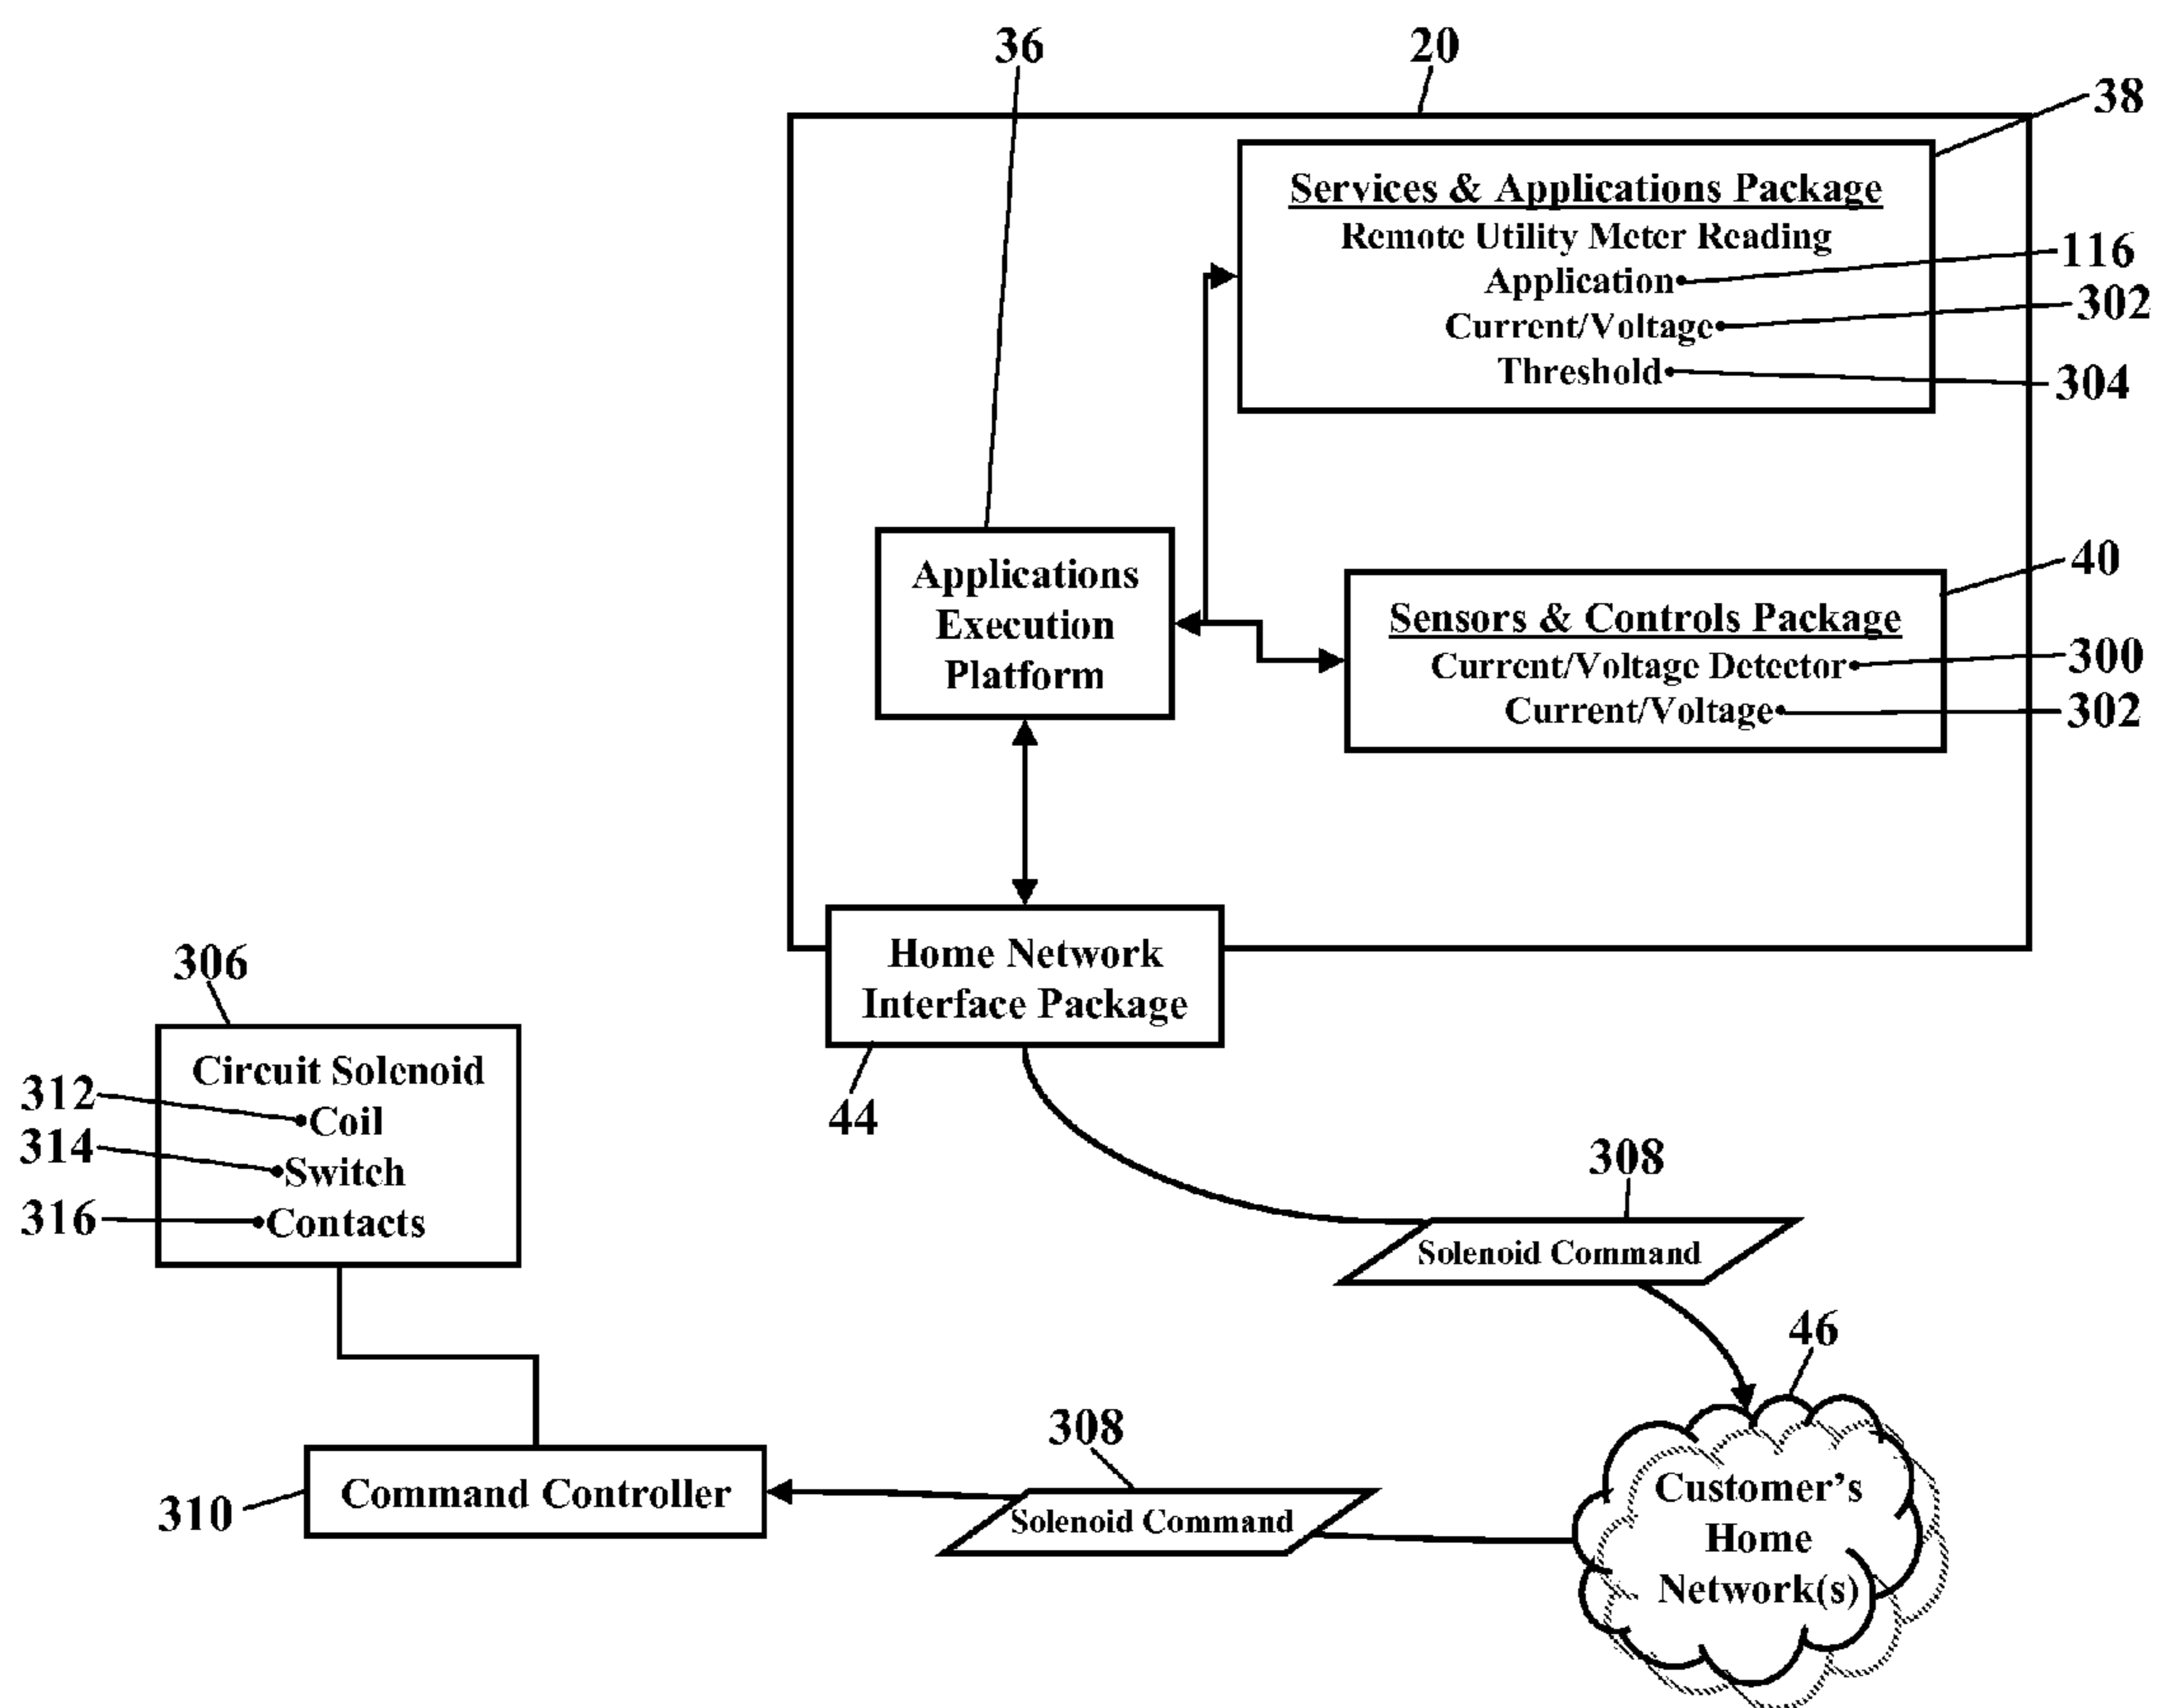 36
20
38
Services & Applications Package
Remote Utility Meter Reading
Application
116
Current/Voltage
302
Threshold
304
Applications
Execution
Platform
40
Sensors & Controls Package
Current/Voltage Detector
300
Current/Voltage
302
Home Network
Interface Package
44
306
Circuit Solenoid
312
Coil
314
Switch
316
Contacts
308
Solenoid Command
46
308
Command Controller
310
Solenoid Command
Customer's
Home
Network(s)